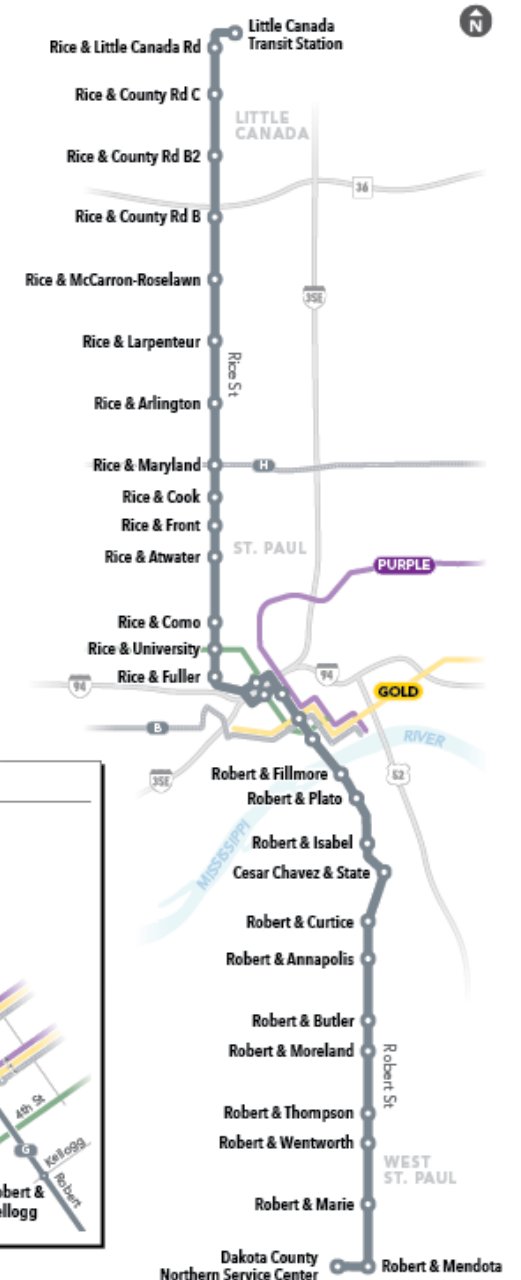 N
Little Canada
Transit Station
Rice & Little Canada Rd
Rice & County Rd C
LITTLE
CANADA
Rice & County Rd B2
36
Rice & County Rd B
Rice & McCarron-Roselawn
35E
Rice & Larpenteur
Rice St
Rice & Arlington
Rice & Maryland
H
Rice & Cook
Rice & Front
ST. PAUL
Rice & Atwater
PURPLE
Rice & Como
Rice & University
Rice & Fuller
94
94
GOLD
B
RIVER
35E
52
Robert & Fillmore
Robert & Plato
MISSISSIPPI
Robert & Isabel
Cesar Chavez & State
Robert & Curtice
Robert & Annapolis
Robert & Butler
Robert & Moreland
Robert St
Robert & Thompson
Robert & Wentworth
WEST
ST. PAUL
Robert & Marie
Dakota County
Northern Service Center
Robert & Mendota
4th St
G
Kellogg
Robert
obert &
ellogg